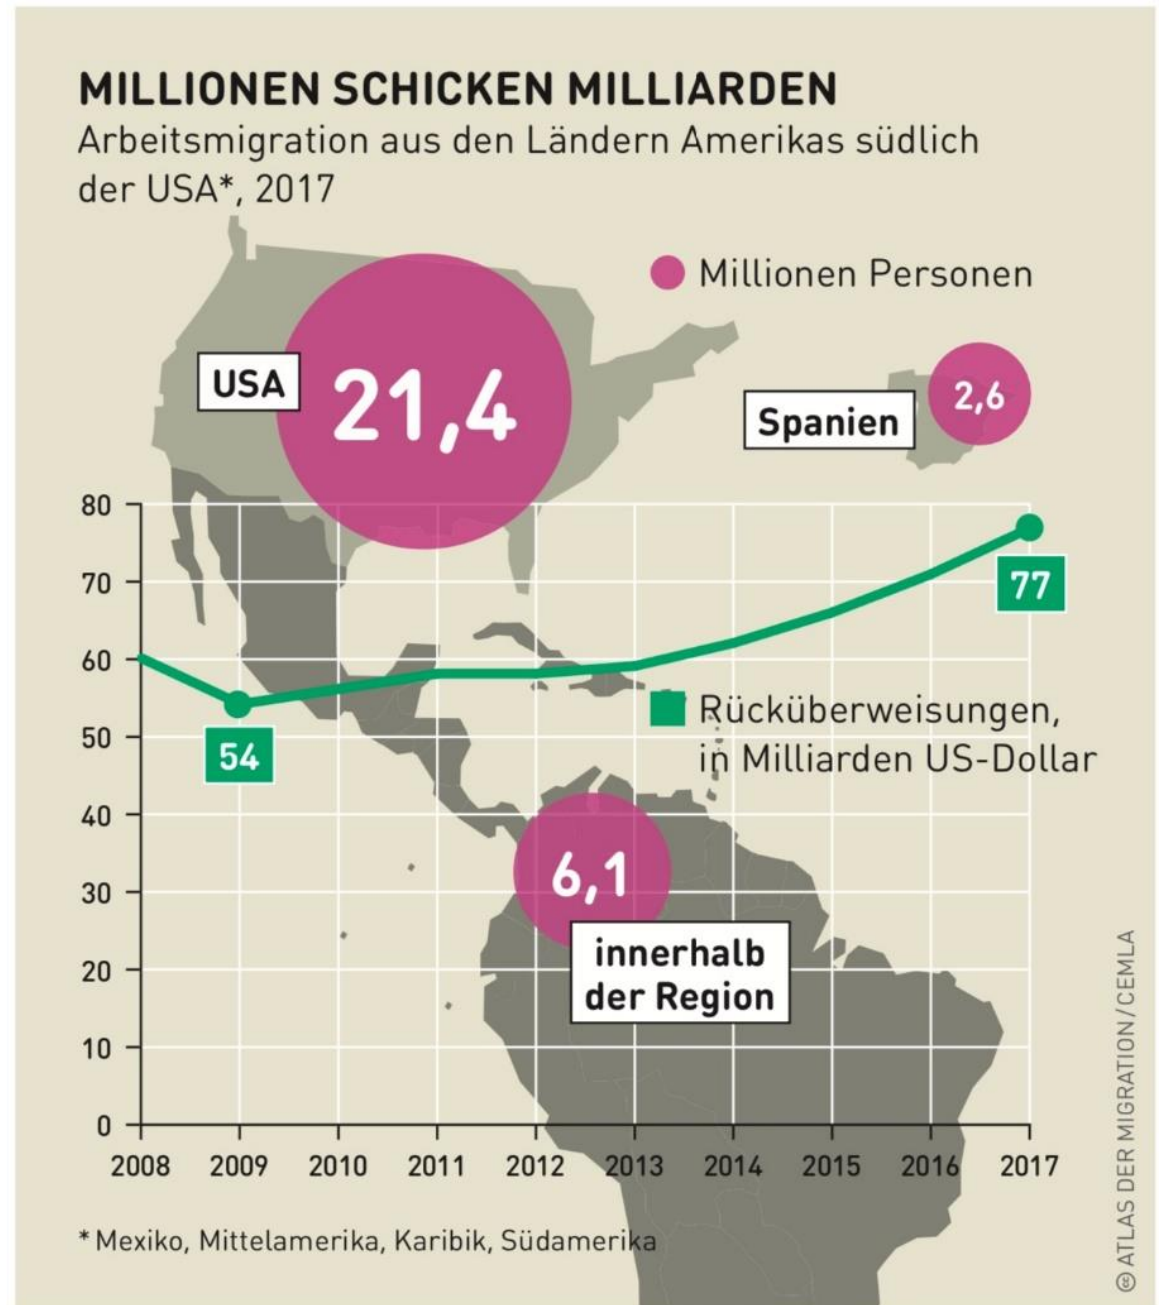 MILLIONEN SCHICKEN MILLIARDEN
Arbeitsmigration aus den Ländern Amerikas südlich
der USA*, 2017
Millionen Personen
USA
21,4
Spanien
2,6
80
70
60
50
40
30
20
10
0
77
54
Rücküberweisungen,
in Milliarden US-Dollar
6,1
innerhalb
der Region
2008 2009 2010 2011 2012 2013 2014 2015 2016 2017
* Mexiko, Mittelamerika, Karibik, Südamerika
🄯 ATLAS DER MIGRATION / CEMLA